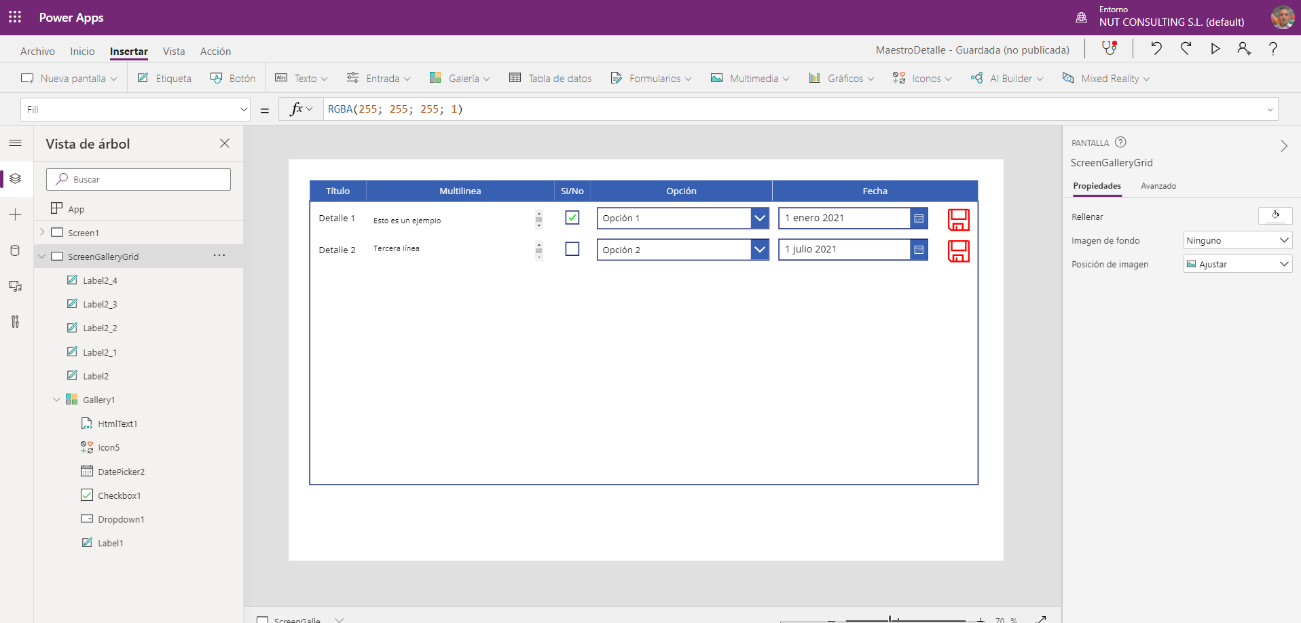 Power Apps
Entorno
NUT CONSULTING S.L. (default)
Archivo Inicio Insertar Vista Acción
MaestroDetalle - Guardada (no publicada)
Nueva pantalla Etiqueta Botón Texto Entrada Galería Tabla de datos Formularios Multimedia Gráficos Iconos AI Builder Mixed Reality
Fill = fx RGBA(255; 255; 255; 1)
Vista de árbol
Buscar
App
Screen1
ScreenGalleryGrid
Label2_4
Label2_3
Label2_2
Label2_1
Label2
Gallery1
HtmlText1
Icon5
DatePicker2
Checkbox1
Dropdown1
Label1
Título Multilinea Si/No Opción Fecha
Detalle 1 Esto es un ejemplo Opción 1 1 enero 2021
Detalle 2 Tercera línea Opción 2 1 julio 2021
PANTALLA
ScreenGalleryGrid
Propiedades Avanzado
Rellenar
Imagen de fondo Ninguno
Posición de imagen Ajustar
ScreenGalle
70 %